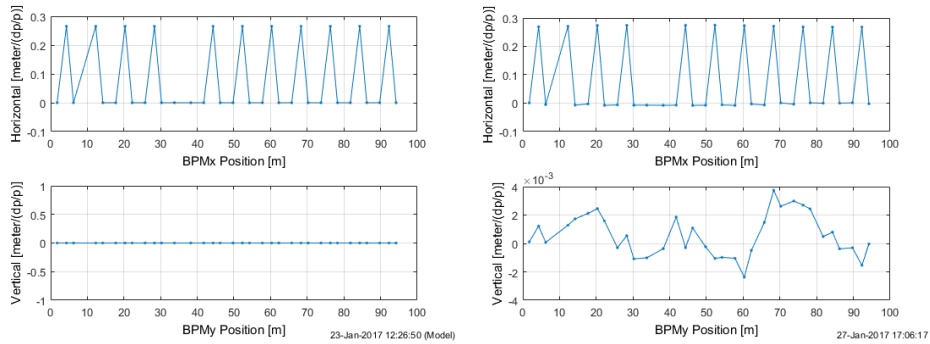 0.3
0.2
0.1
0
-0.1
Horizontal [meter/(dp/p)]
0 10 20 30 40 50 60 70 80 90 100
BPMx Position [m]
0.3
0.2
0.1
0
-0.1
Horizontal [meter/(dp/p)]
0 10 20 30 40 50 60 70 80 90 100
BPMx Position [m]
1
0.5
0
-0.5
-1
Vertical [meter/(dp/p)]
0 10 20 30 40 50 60 70 80 90 100
BPMy Position [m]
23-Jan-2017 12:26:50 (Model)
× 10⁻³
4
2
0
-2
-4
Vertical [meter/(dp/p)]
0 10 20 30 40 50 60 70 80 90 100
BPMy Position [m]
27-Jan-2017 17:06:17